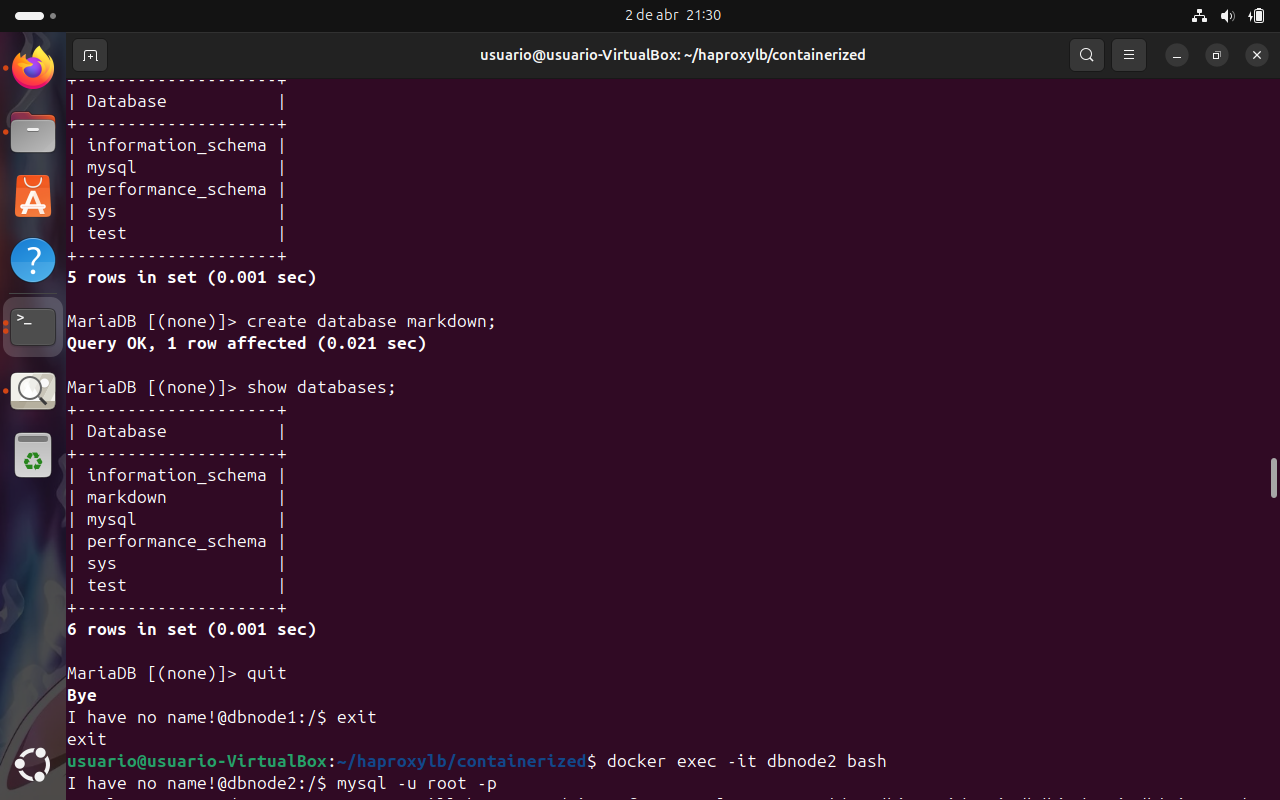 2 de abr 21:30
usuario@usuario-VirtualBox: ~/haproxylb/containerized
+--------------------+
| Database           |
+--------------------+
| information_schema |
| mysql              |
| performance_schema |
| sys                |
| test               |
+--------------------+
5 rows in set (0.001 sec)
MariaDB [(none)]> create database markdown;
Query OK, 1 row affected (0.021 sec)
MariaDB [(none)]> show databases;
+--------------------+
| Database           |
+--------------------+
| information_schema |
| markdown           |
| mysql              |
| performance_schema |
| sys                |
| test               |
+--------------------+
6 rows in set (0.001 sec)
MariaDB [(none)]> quit
Bye
I have no name!@dbnode1:/$ exit
exit
usuario@usuario-VirtualBox:~/haproxylb/containerized$ docker exec -it dbnode2 bash
I have no name!@dbnode2:/$ mysql -u root -p